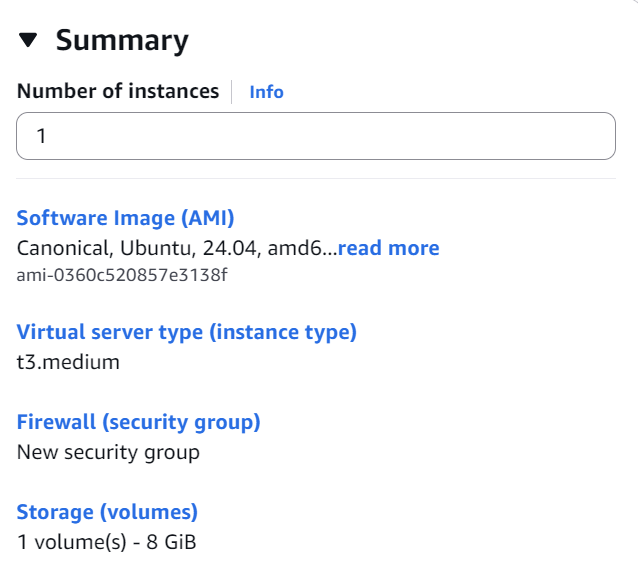 Summary
Number of instances Info
1
Software Image (AMI)
Canonical, Ubuntu, 24.04, amd6...read more
ami-0360c520857e3138f
Virtual server type (instance type)
t3.medium
Firewall (security group)
New security group
Storage (volumes)
1 volume(s) - 8 GiB